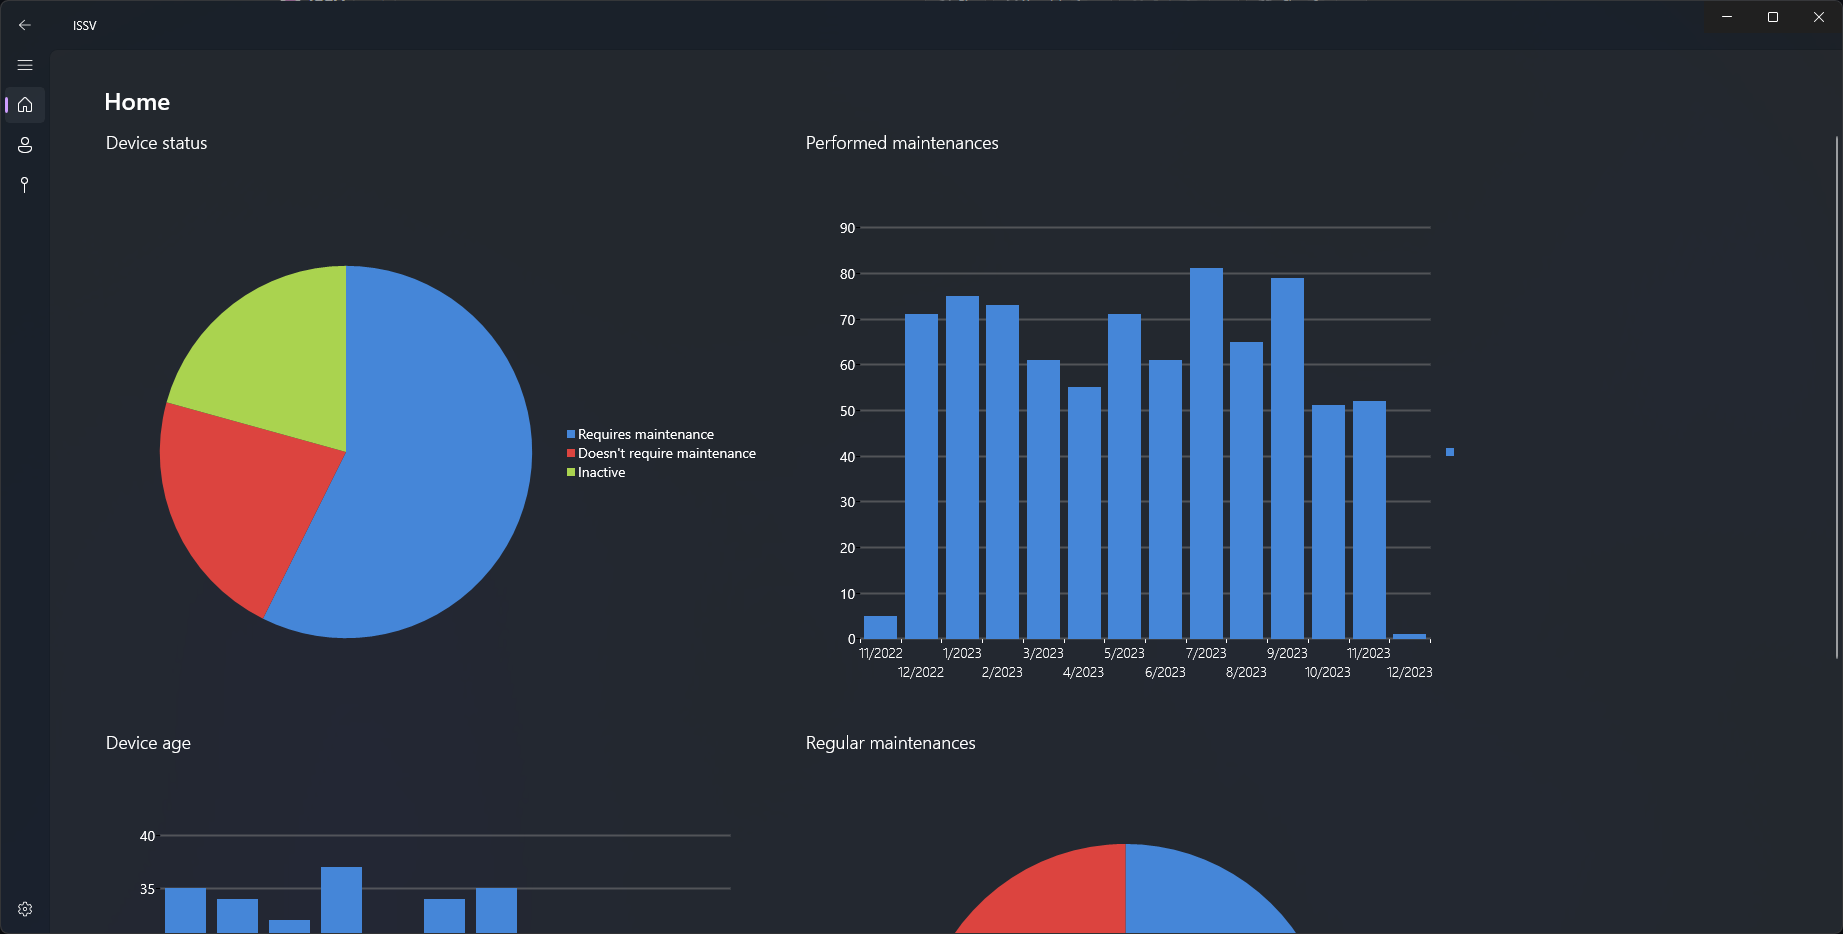 ISSV
Home
Device status
Requires maintenance
Doesn't require maintenance
Inactive
Performed maintenances
90
80
70
60
50
40
30
20
10
0
11/2022
12/2022
1/2023
2/2023
3/2023
4/2023
5/2023
6/2023
7/2023
8/2023
9/2023
10/2023
11/2023
12/2023
Device age
40
35
Regular maintenances